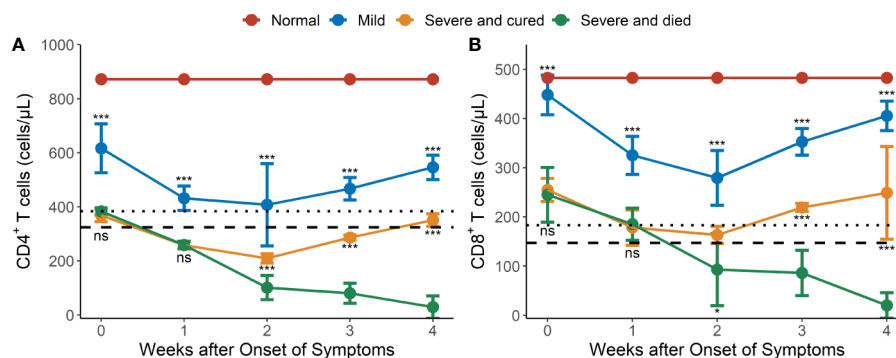 Normal Mild Severe and cured Severe and died
A
CD4+ T cells (cells/μL)
1000
800
600
400
200
0
***
***
***
***
***
ns
ns
***
***
***
0 1 2 3 4
Weeks after Onset of Symptoms
B
CD8+ T cells (cells/μL)
500
400
300
200
100
0
***
***
***
***
***
ns
ns
*
***
***
0 1 2 3 4
Weeks after Onset of Symptoms